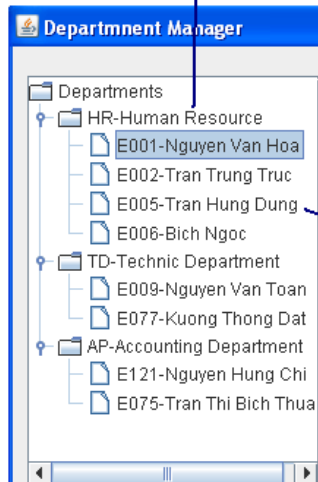 Departmnent Manager
Departments
HR-Human Resource
E001-Nguyen Van Hoa
E002-Tran Trung Truc
E005-Tran Hung Dung
E006-Bich Ngoc
TD-Technic Department
E009-Nguyen Van Toan
E077-Kuong Thong Dat
AP-Accounting Department
E121-Nguyen Hung Chi
E075-Tran Thi Bich Thua